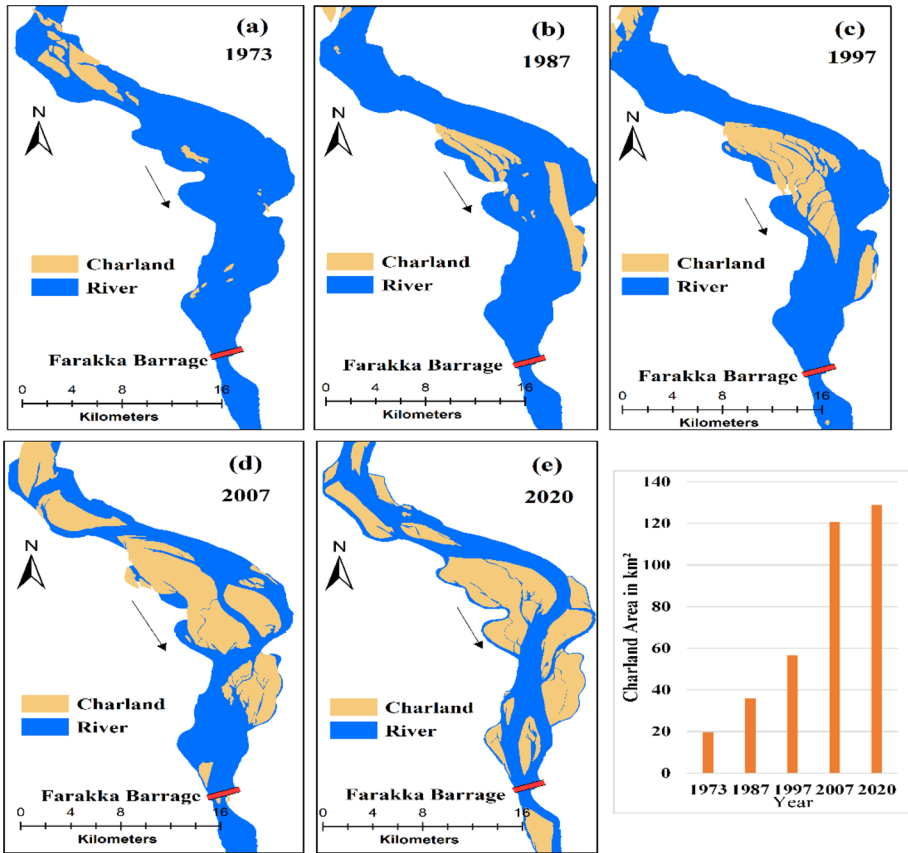 (a)
1973
N
Charland
River
Farakka Barrage
0 4 8 16
Kilometers
(b)
1987
N
Charland
River
Farakka Barrage
0 4 8 16
Kilometers
(c)
1997
N
Charland
River
Farakka Barrage
0 4 8 16
Kilometers
(d)
2007
N
Charland
River
Farakka Barrage
0 4 8 16
Kilometers
(e)
2020
N
Charland
River
Farakka Barrage
0 4 8 16
Kilometers
Charland Area in km²
140
120
100
80
60
40
20
0
1973 1987 1997 2007 2020
Year